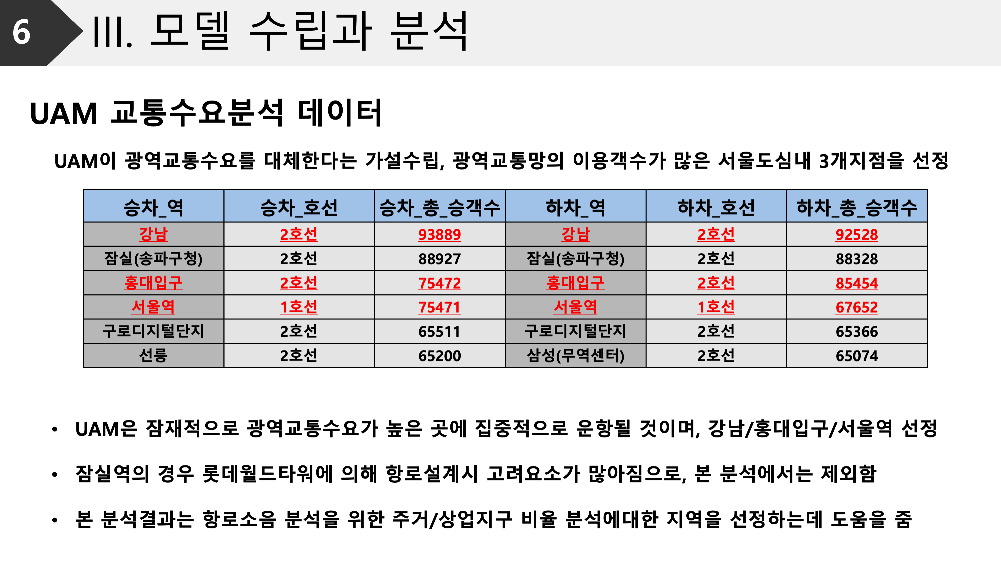 6
III. 모델 수립과 분석
UAM 교통수요분석 데이터
UAM이 광역교통수요를 대체한다는 가설수립, 광역교통망의 이용객수가 많은 서울도심내 3개지점을 선정
승차_역 승차_호선 승차_총_승객수 하차_역 하차_호선 하차_총_승객수
강남 2호선 93889 강남 2호선 92528
잠실(송파구청) 2호선 88927 잠실(송파구청) 2호선 88328
홍대입구 2호선 75472 홍대입구 2호선 85454
서울역 1호선 75471 서울역 1호선 67652
구로디지털단지 2호선 65511 구로디지털단지 2호선 65366
선릉 2호선 65200 삼성(무역센터) 2호선 65074
• UAM은 잠재적으로 광역교통수요가 높은 곳에 집중적으로 운항될 것이며, 강남/홍대입구/서울역 선정
• 잠실역의 경우 롯데월드타워에 의해 항로설계시 고려요소가 많아짐으로, 본 분석에서는 제외함
• 본 분석결과는 항로소음 분석을 위한 주거/상업지구 비율 분석에대한 지역을 선정하는데 도움을 줌